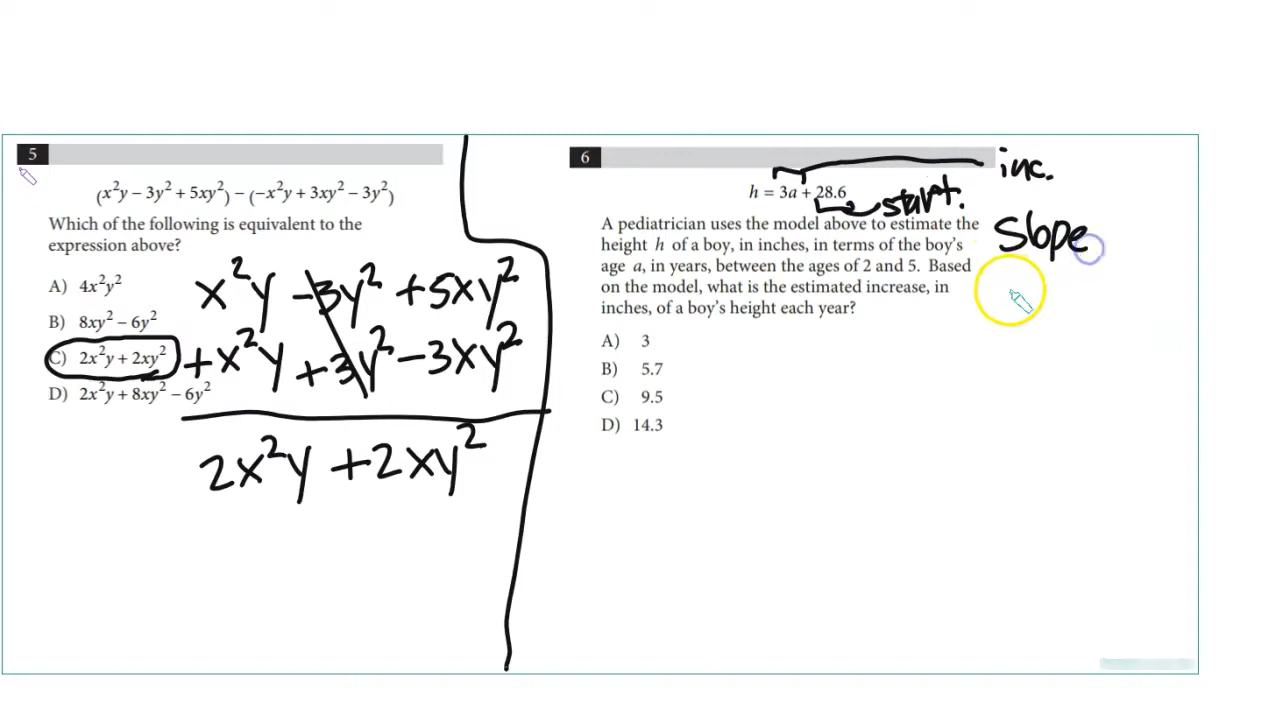 5
(x²y − 3y² + 5xy²) − (−x²y + 3xy² − 3y²)
Which of the following is equivalent to the
expression above?
A) 4x²y²
B) 8xy² − 6y²
C) 2x²y + 2xy²
D) 2x²y + 8xy² − 6y²
x²y − 3y² + 5xy²
+ x²y + 3y² − 3xy²
2x²y + 2xy²
6
inc.
h = 3a + 28.6
start.
Slope
A pediatrician uses the model above to estimate the
height h of a boy, in inches, in terms of the boy's
age a, in years, between the ages of 2 and 5. Based
on the model, what is the estimated increase, in
inches, of a boy's height each year?
A) 3
B) 5.7
C) 9.5
D) 14.3